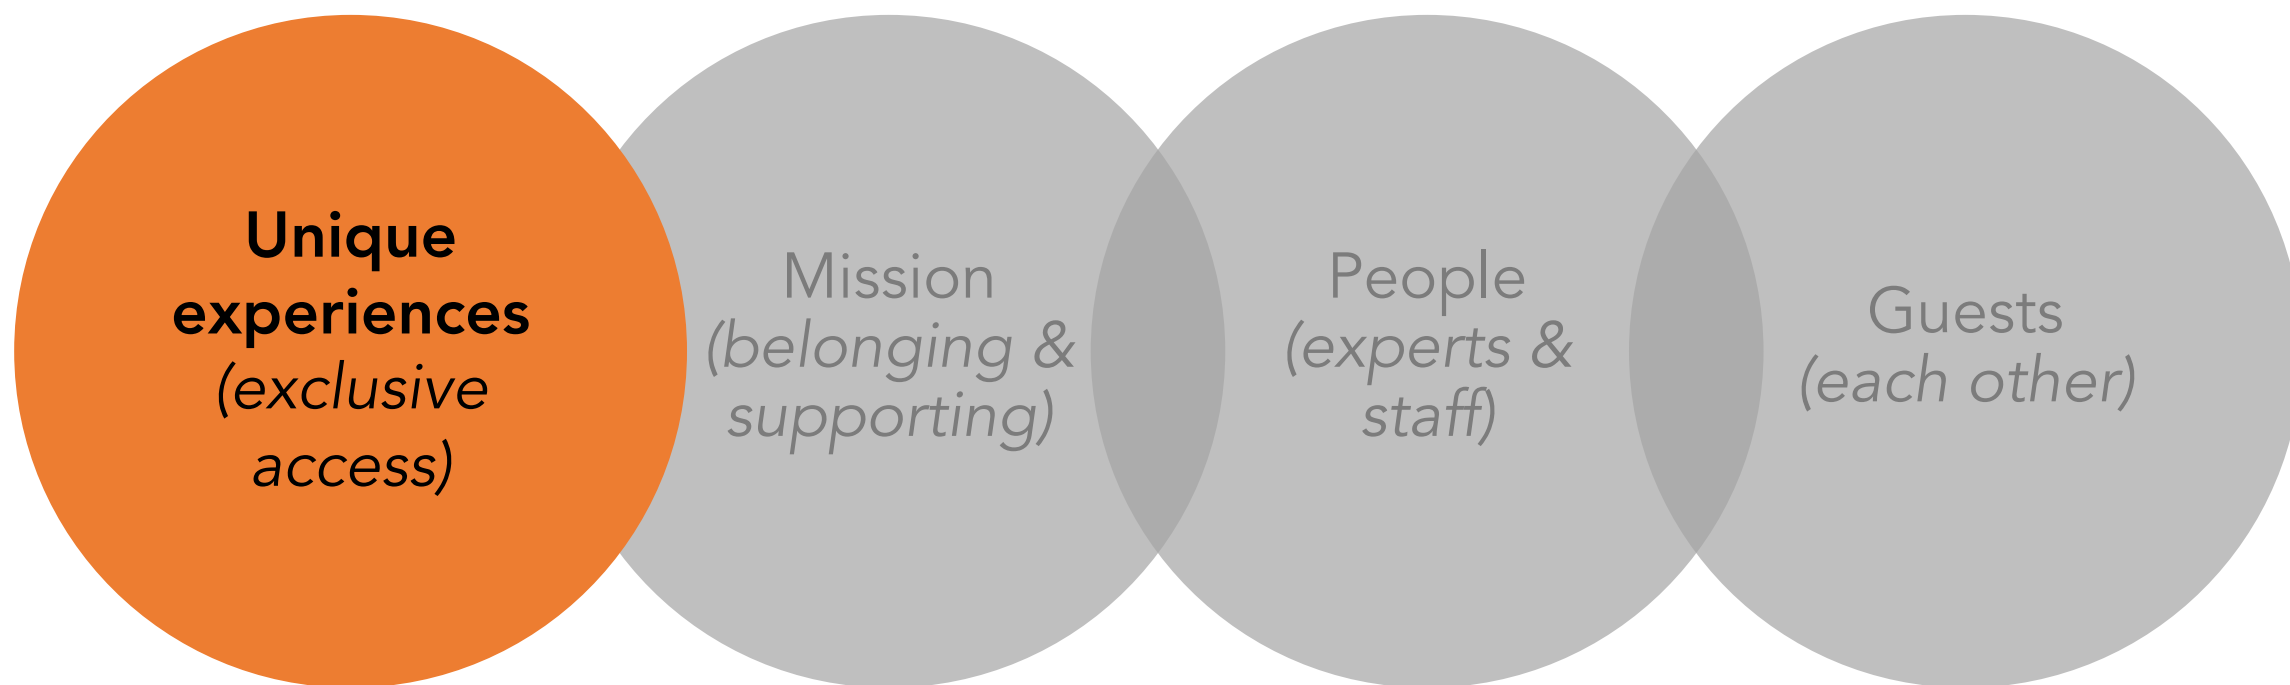 Unique
experiences
(exclusive
access)
Mission
(belonging &
supporting)
People
(experts &
staff)
Guests
(each other)